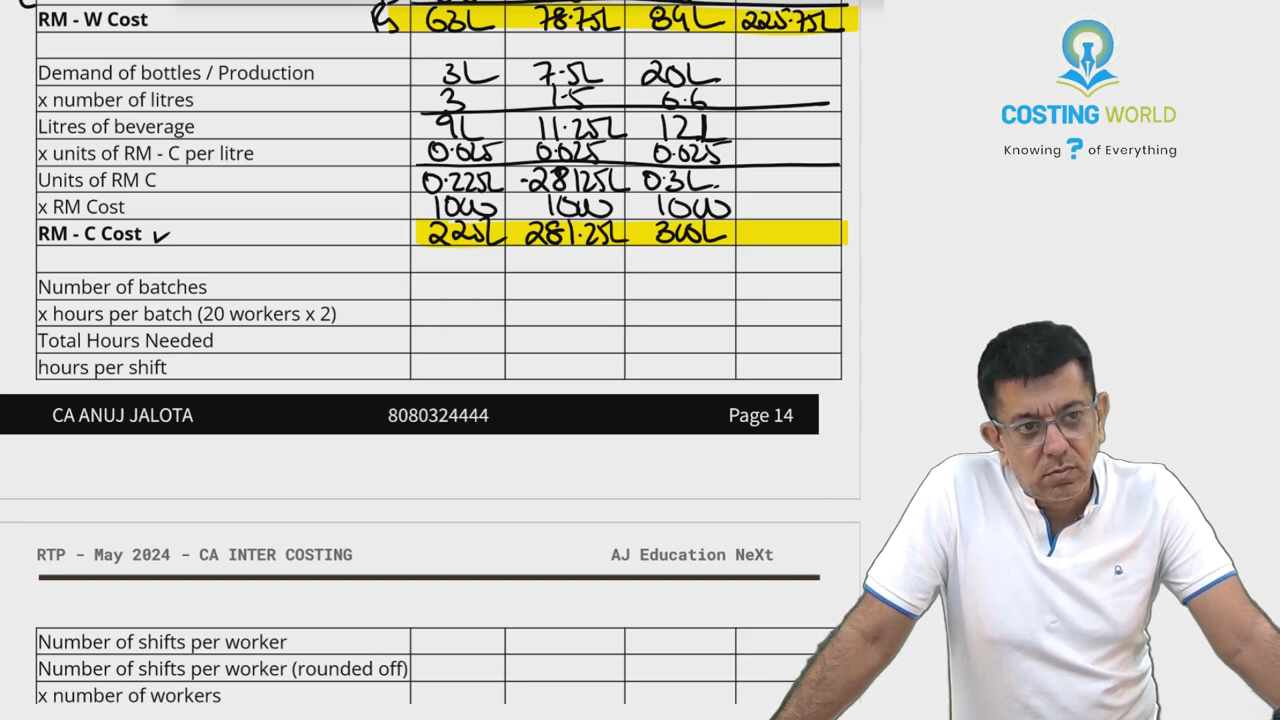 RM - W Cost ₹ 63L 78.75L 84L 225.75L
Demand of bottles / Production 3L 7.5L 20L
x number of litres 3 1.5 0.6
Litres of beverage 9L 11.25L 12L
x units of RM - C per litre 0.025 0.025 0.025
Units of RM C 0.225L .28125L 0.3L
x RM Cost 1000 1000 1000
RM - C Cost ✓ 225L 281.25L 300L
Number of batches
x hours per batch (20 workers x 2)
Total Hours Needed
hours per shift
CA ANUJ JALOTA 8080324444 Page 14
RTP - May 2024 - CA INTER COSTING AJ Education NeXt
Number of shifts per worker
Number of shifts per worker (rounded off)
x number of workers
COSTING WORLD
Knowing ? of Everything